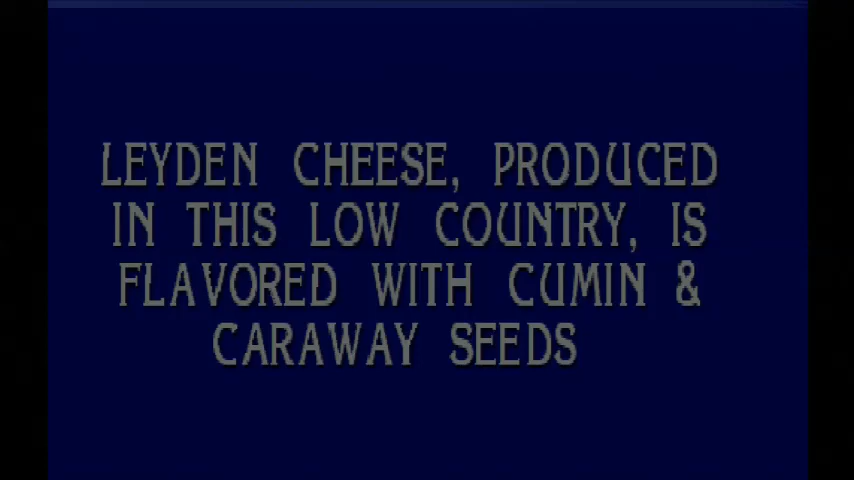 LEYDEN CHEESE, PRODUCED
IN THIS LOW COUNTRY, IS
FLAVORED WITH CUMIN &
CARAWAY SEEDS